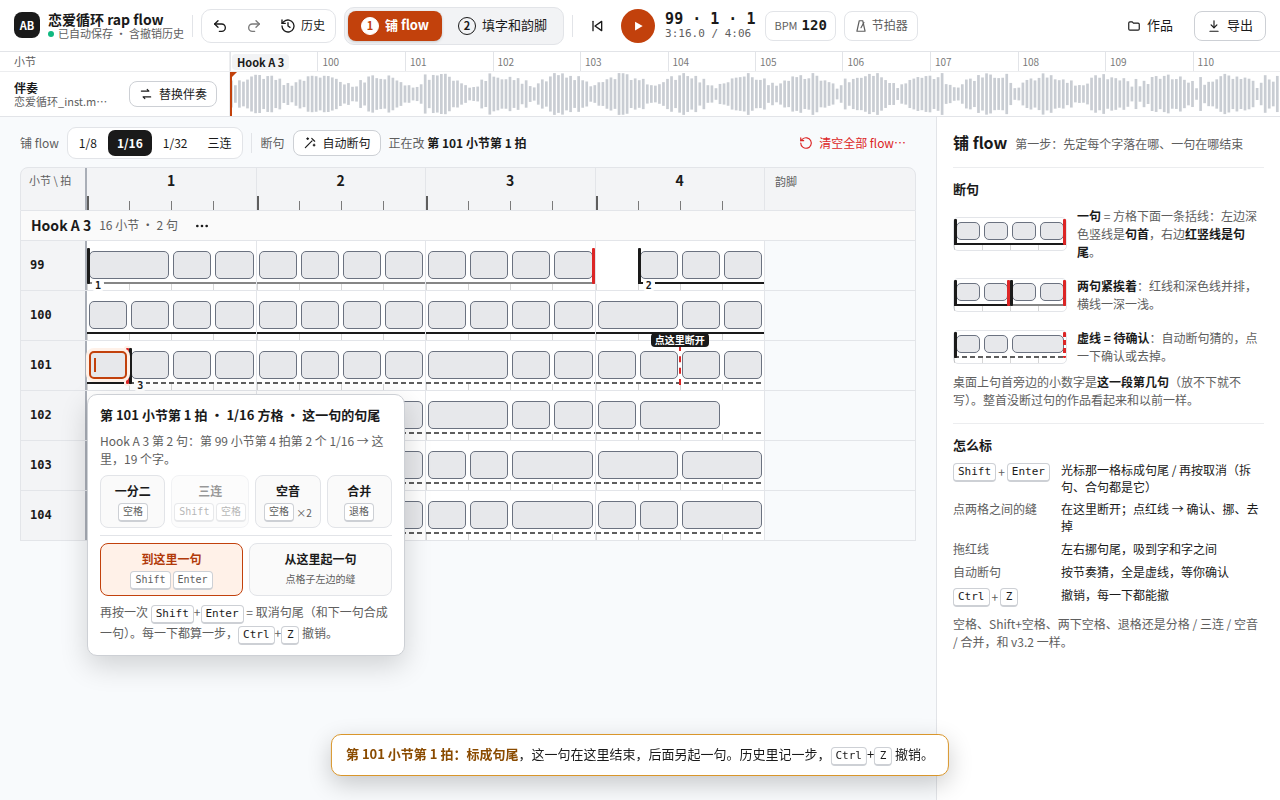 AB
恋爱循环 rap flow
已自动保存 · 含撤销历史
历史
1 铺 flow
2 填字和韵脚
99 · 1 · 1
3:16.0 / 4:06
BPM 120
节拍器
作品
导出
小节
Hook A 3
100
101
102
103
104
105
106
107
108
109
110
伴奏
恋爱循环_inst.m···
替换伴奏
铺 flow
1/8
1/16
1/32
三连
断句
自动断句
正在改 第 101 小节第 1 拍
清空全部 flow···
小节 \ 拍
1
2
3
4
韵脚
Hook A 3 16 小节 · 2 句 ···
99
1
2
100
点这里断开
101
3
102
103
104
第 101 小节第 1 拍 · 1/16 方格 · 这一句的句尾
Hook A 3 第 2 句：第 99 小节第 4 拍第 2 个 1/16 → 这
里，19 个字。
一分二
空格
三连
Shift 空格
空音
空格 ×2
合并
退格
到这里一句
Shift Enter
从这里起一句
点格子左边的缝
再按一次 Shift+Enter = 取消句尾（和下一句合成
一句）。每一下都算一步，Ctrl+Z 撤销。
铺 flow 第一步：先定每个字落在哪、一句在哪结束
断句
一句 = 方格下面一条括线：左边深
色竖线是句首，右边红竖线是句
尾。
两句紧挨着：红线和深色线并排，
横线一深一浅。
虚线 = 待确认：自动断句猜的，点
一下确认或去掉。
桌面上句首旁边的小数字是这一段第几句（放不下就不
写）。整首没断过句的作品看起来和以前一样。
怎么标
Shift + Enter 光标那一格标成句尾 / 再按取消（拆
句、合句都是它）
点两格之间的缝 在这里断开；点红线 → 确认、挪、去
掉
拖红线 左右挪句尾，吸到字和字之间
自动断句 按节奏猜，全是虚线，等你确认
Ctrl + Z 撤销，每一下都能撤
空格、Shift+空格、两下空格、退格还是分格 / 三连 / 空音
/ 合并，和 v3.2 一样。
第 101 小节第 1 拍：标成句尾，这一句在这里结束，后面另起一句。历史里记一步，Ctrl+Z 撤销。